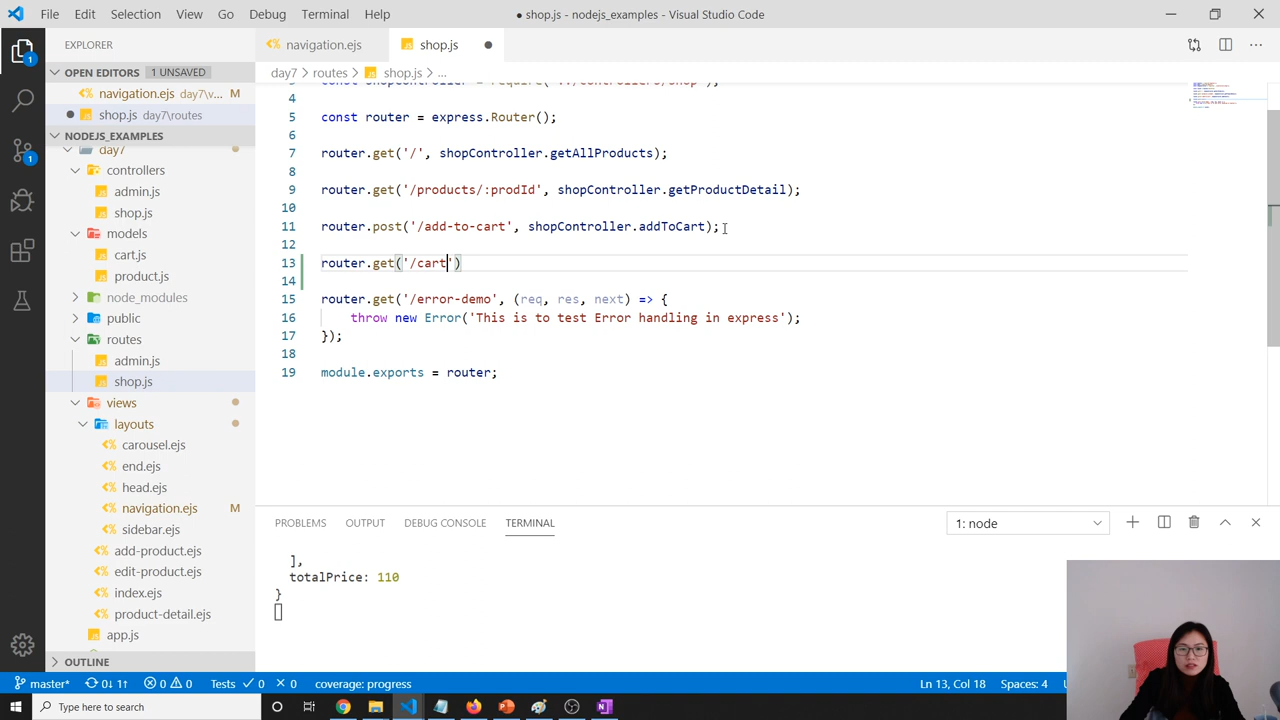 File Edit Selection View Go Debug Terminal Help
● shop.js - nodejs_examples - Visual Studio Code
EXPLORER
OPEN EDITORS 1 UNSAVED
navigation.ejs day7\v... M
shop.js day7\routes
NODEJS_EXAMPLES
day7
controllers
admin.js
shop.js
models
cart.js
product.js
node_modules
public
routes
admin.js
shop.js
views
layouts
carousel.ejs
end.ejs
head.ejs
navigation.ejs M
sidebar.ejs
add-product.ejs
edit-product.ejs
index.ejs
product-detail.ejs
app.js
OUTLINE
navigation.ejs shop.js ●
day7 > routes > shop.js > ...
4
5 const router = express.Router();
6
7 router.get('/', shopController.getAllProducts);
8
9 router.get('/products/:prodId', shopController.getProductDetail);
10
11 router.post('/add-to-cart', shopController.addToCart);
12
13 router.get('/cart')
14
15 router.get('/error-demo', (req, res, next) => {
16 throw new Error('This is to test Error handling in express');
17 });
18
19 module.exports = router;
PROBLEMS OUTPUT DEBUG CONSOLE TERMINAL 1: node
],
totalPrice: 110
}
master* 0↓ 1↑ 0 0 Tests 0 0 coverage: progress Ln 13, Col 18 Spaces: 4
Type here to search